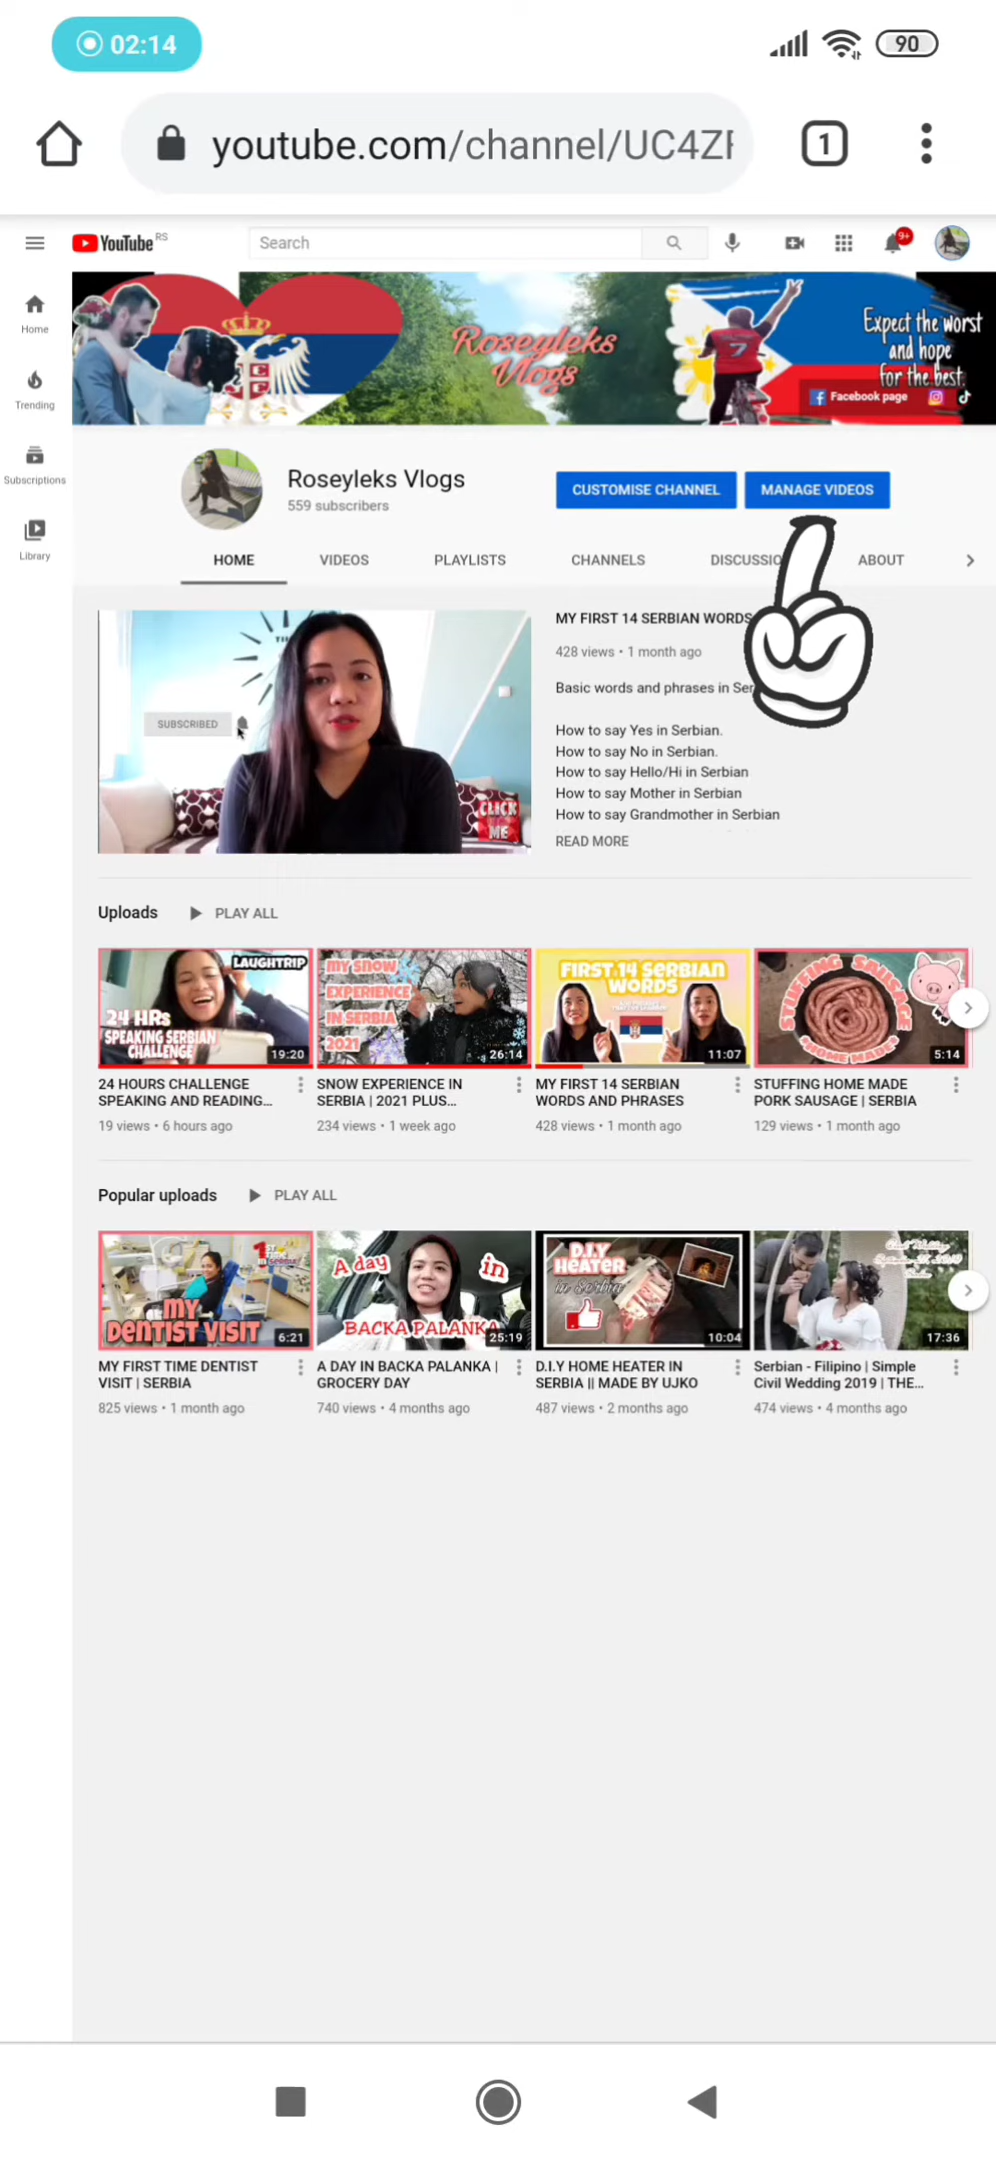 02:14
90
youtube.com/channel/UC4ZF
1
YouTube RS
Search
9+
Home
Trending
Subscriptions
Library
Roseyleks
Vlogs
7
Expect the worst
and hope
for the best.
Facebook page
Roseyleks Vlogs
559 subscribers
CUSTOMISE CHANNEL
MANAGE VIDEOS
HOME
VIDEOS
PLAYLISTS
CHANNELS
DISCUSSIO
ABOUT
SUBSCRIBED
CLICK
ME
MY FIRST 14 SERBIAN WORDS
428 views • 1 month ago
Basic words and phrases in Ser
How to say Yes in Serbian.
How to say No in Serbian.
How to say Hello/Hi in Serbian
How to say Mother in Serbian
How to say Grandmother in Serbian
READ MORE
Uploads
PLAY ALL
LAUGHTRIP
24 HRs
SPEAKING SERBIAN
CHALLENGE
19:20
24 HOURS CHALLENGE
SPEAKING AND READING...
19 views • 6 hours ago
MY SNOW
EXPERIENCE
IN SERBIA
2021
26:14
SNOW EXPERIENCE IN
SERBIA | 2021 PLUS...
234 views • 1 week ago
FIRST 14 SERBIAN
WORDS
11:07
MY FIRST 14 SERBIAN
WORDS AND PHRASES
428 views • 1 month ago
STUFFING SAUSAGE
HOME MADE
5:14
STUFFING HOME MADE
PORK SAUSAGE | SERBIA
129 views • 1 month ago
Popular uploads
PLAY ALL
1ST
TIME
in SERBIA
at MY
DENTIST VISIT
6:21
MY FIRST TIME DENTIST
VISIT | SERBIA
825 views • 1 month ago
A day
in
BACKA PALANKA
25:19
A DAY IN BACKA PALANKA |
GROCERY DAY
740 views • 4 months ago
D.I.Y
HEATER
in Serbia
10:04
D.I.Y HOME HEATER IN
SERBIA || MADE BY UJKO
487 views • 2 months ago
17:36
Serbian - Filipino | Simple
Civil Wedding 2019 | THE...
474 views • 4 months ago